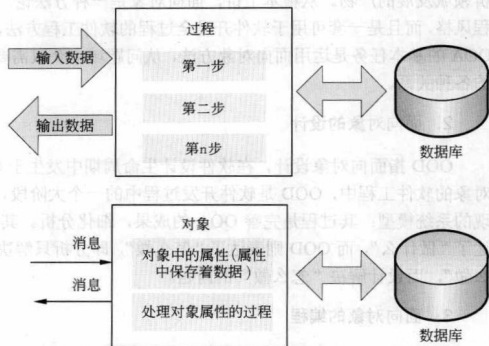 过程
输入数据
第一步
第二步
输出数据
第n步
数据库
对象
消息
对象中的属性(属性
中保存着数据)
消息
处理对象属性的过程
数据库